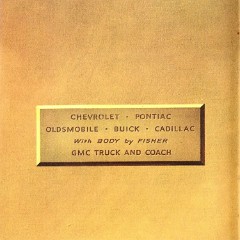 CHEVROLET · PONTIAC
OLDSMOBILE · BUICK · CADILLAC
With BODY by FISHER
GMC TRUCK AND COACH